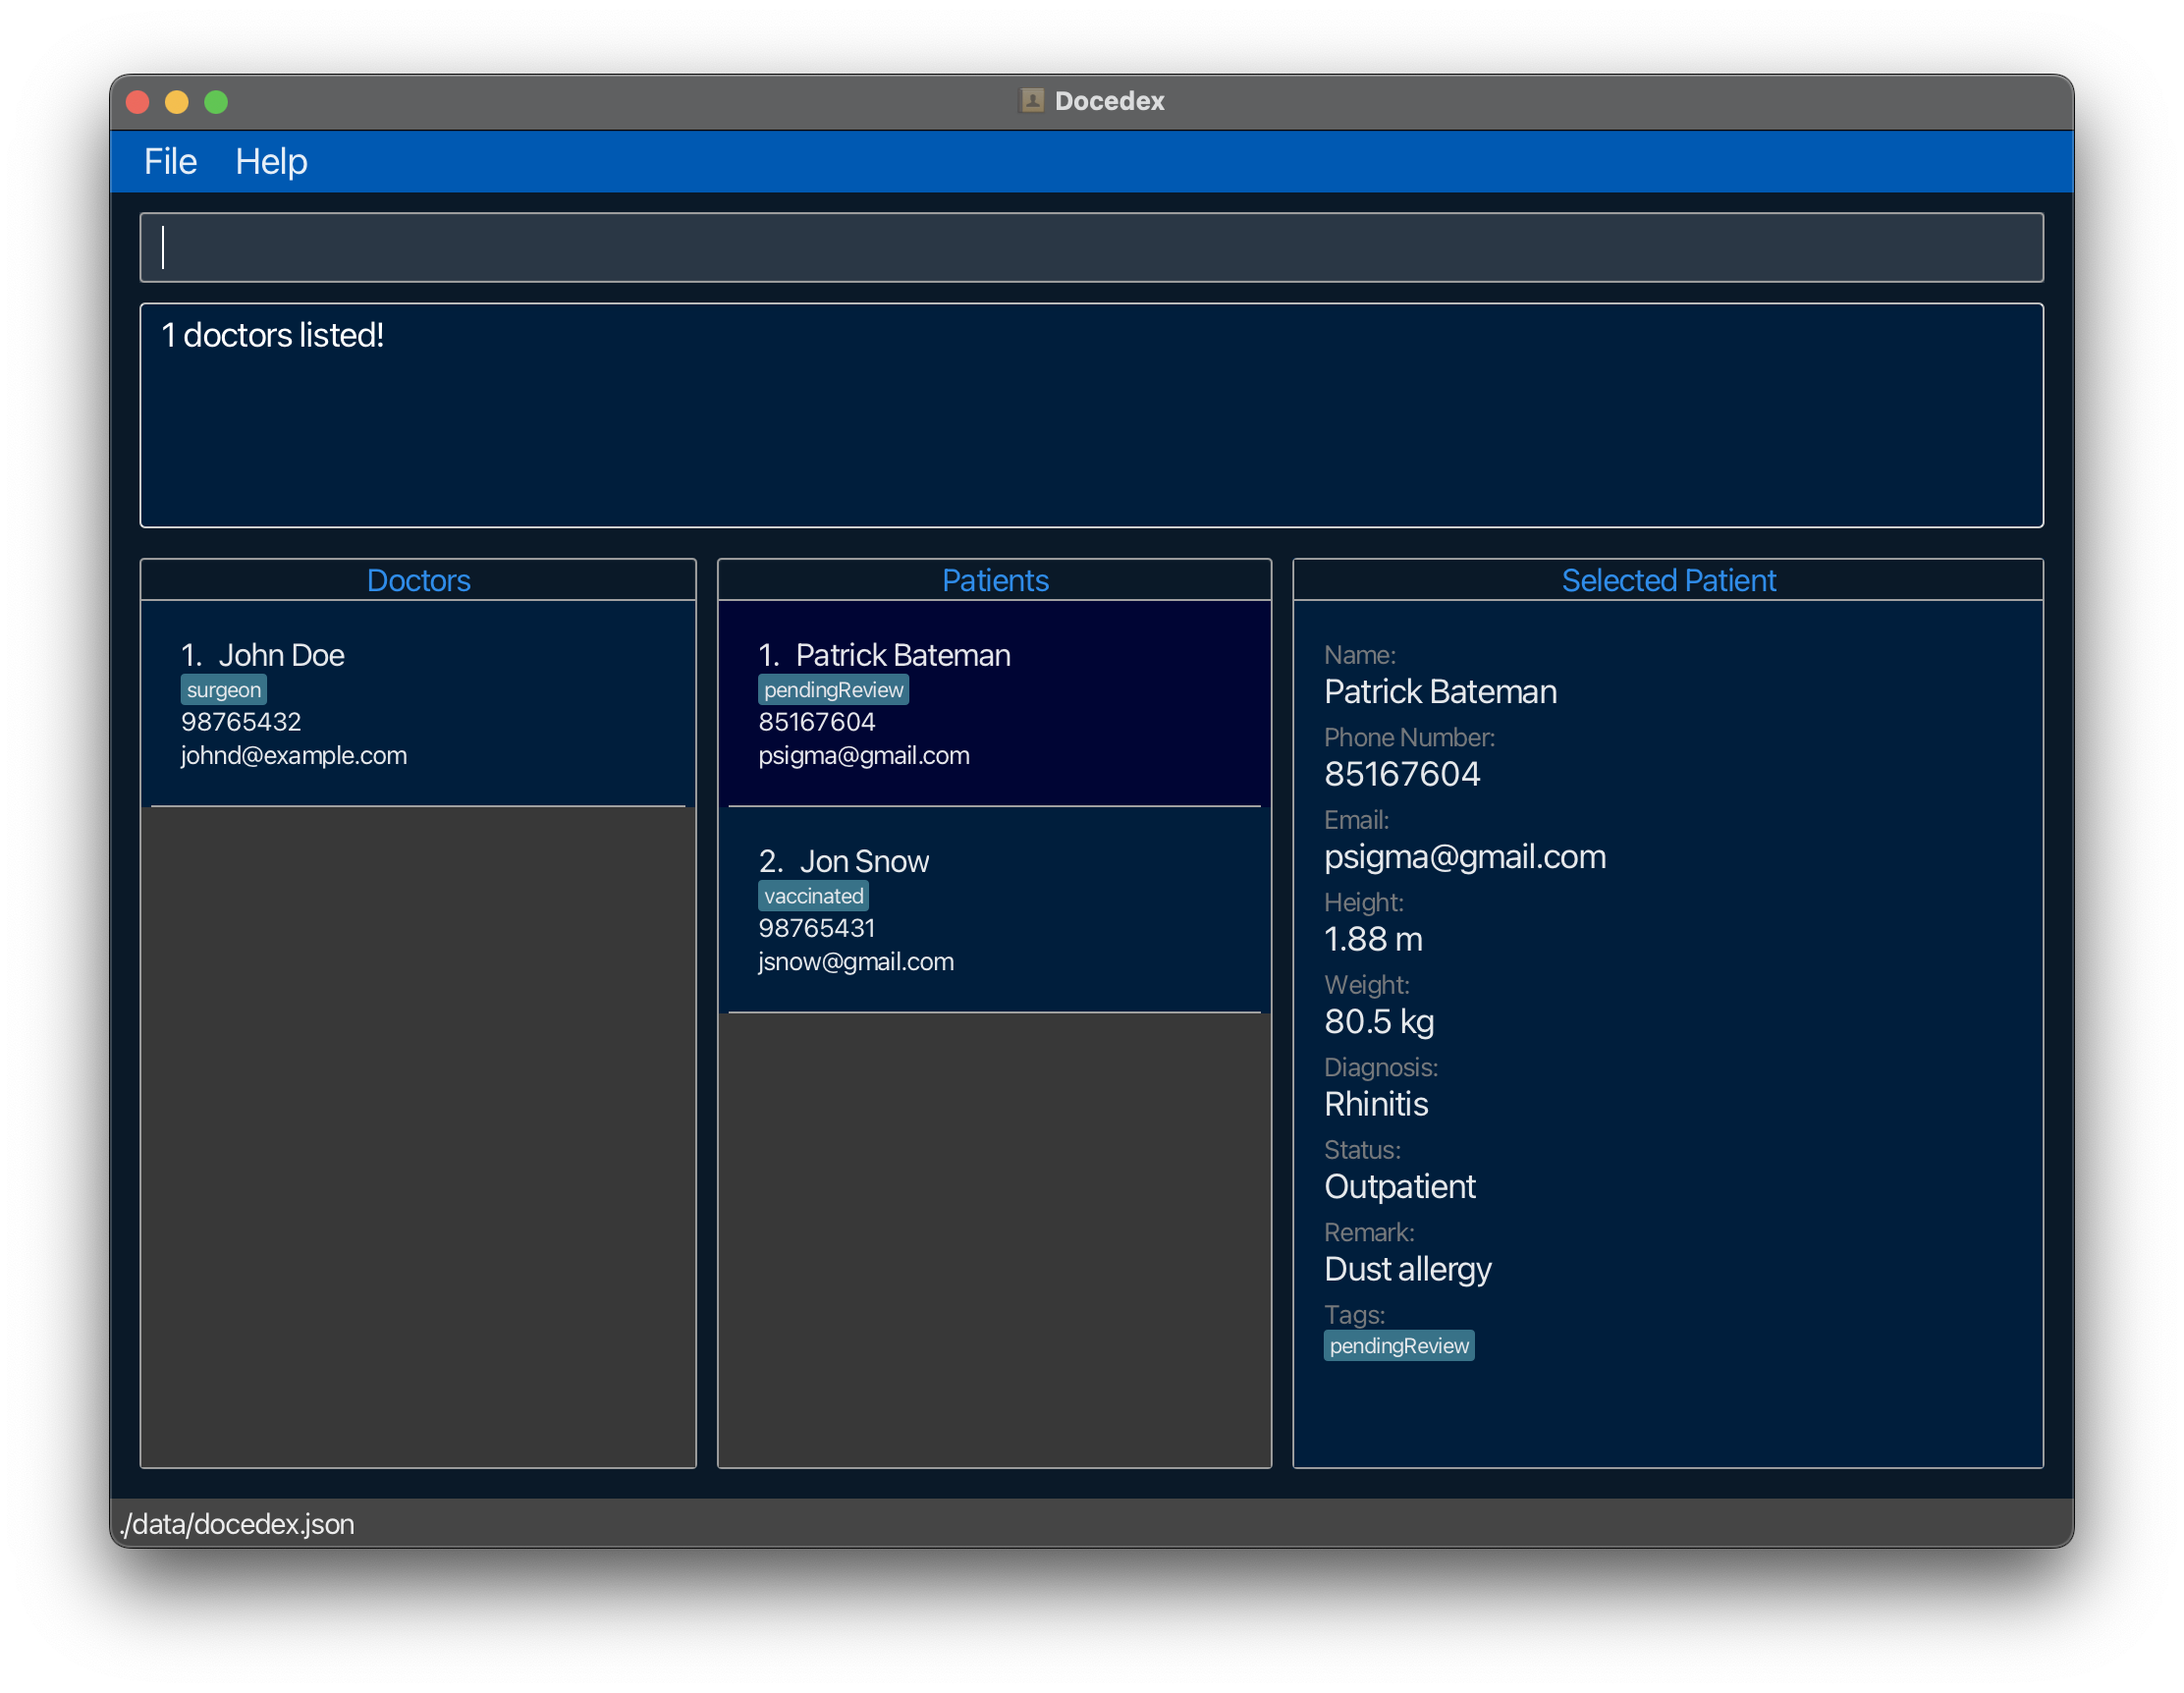 Docedex
File Help
1 doctors listed!
Doctors
1. John Doe
surgeon
98765432
johnd@example.com
Patients
1. Patrick Bateman
pendingReview
85167604
psigma@gmail.com
2. Jon Snow
vaccinated
98765431
jsnow@gmail.com
Selected Patient
Name:
Patrick Bateman
Phone Number:
85167604
Email:
psigma@gmail.com
Height:
1.88 m
Weight:
80.5 kg
Diagnosis:
Rhinitis
Status:
Outpatient
Remark:
Dust allergy
Tags:
pendingReview
./data/docedex.json